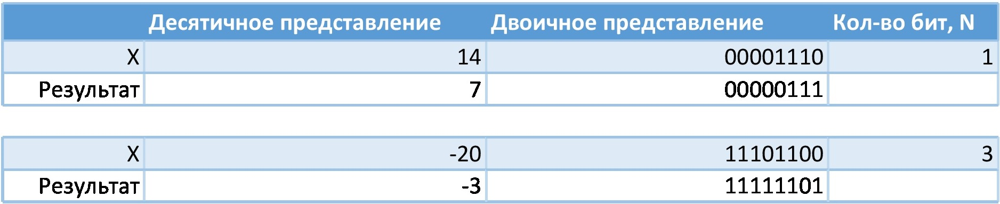 Десятичное представление Двоичное представление Кол-во бит, N
X 14 00001110 1
Результат 7 00000111
X -20 11101100 3
Результат -3 11111101